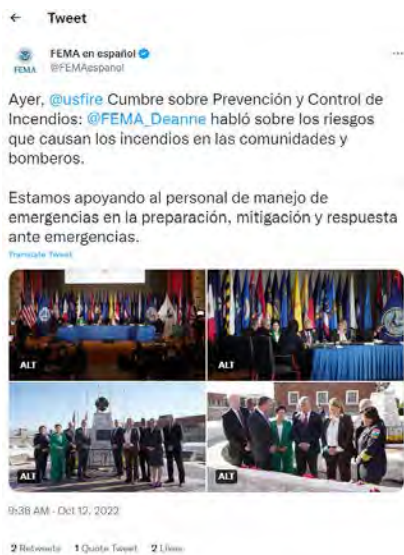 ← Tweet
FEMA en español
FEMA
@FEMAespanol
Ayer, @usfire Cumbre sobre Prevención y Control de
Incendios: @FEMA_Deanne habló sobre los riesgos
que causan los incendios en las comunidades y
bomberos.
Estamos apoyando al personal de manejo de
emergencias en la preparación, mitigación y respuesta
ante emergencias.
Translate Tweet
ALT
ALT
ALT
ALT
9:38 AM · Oct 12, 2022
2 Retweets 1 Quote Tweet 2 Likes